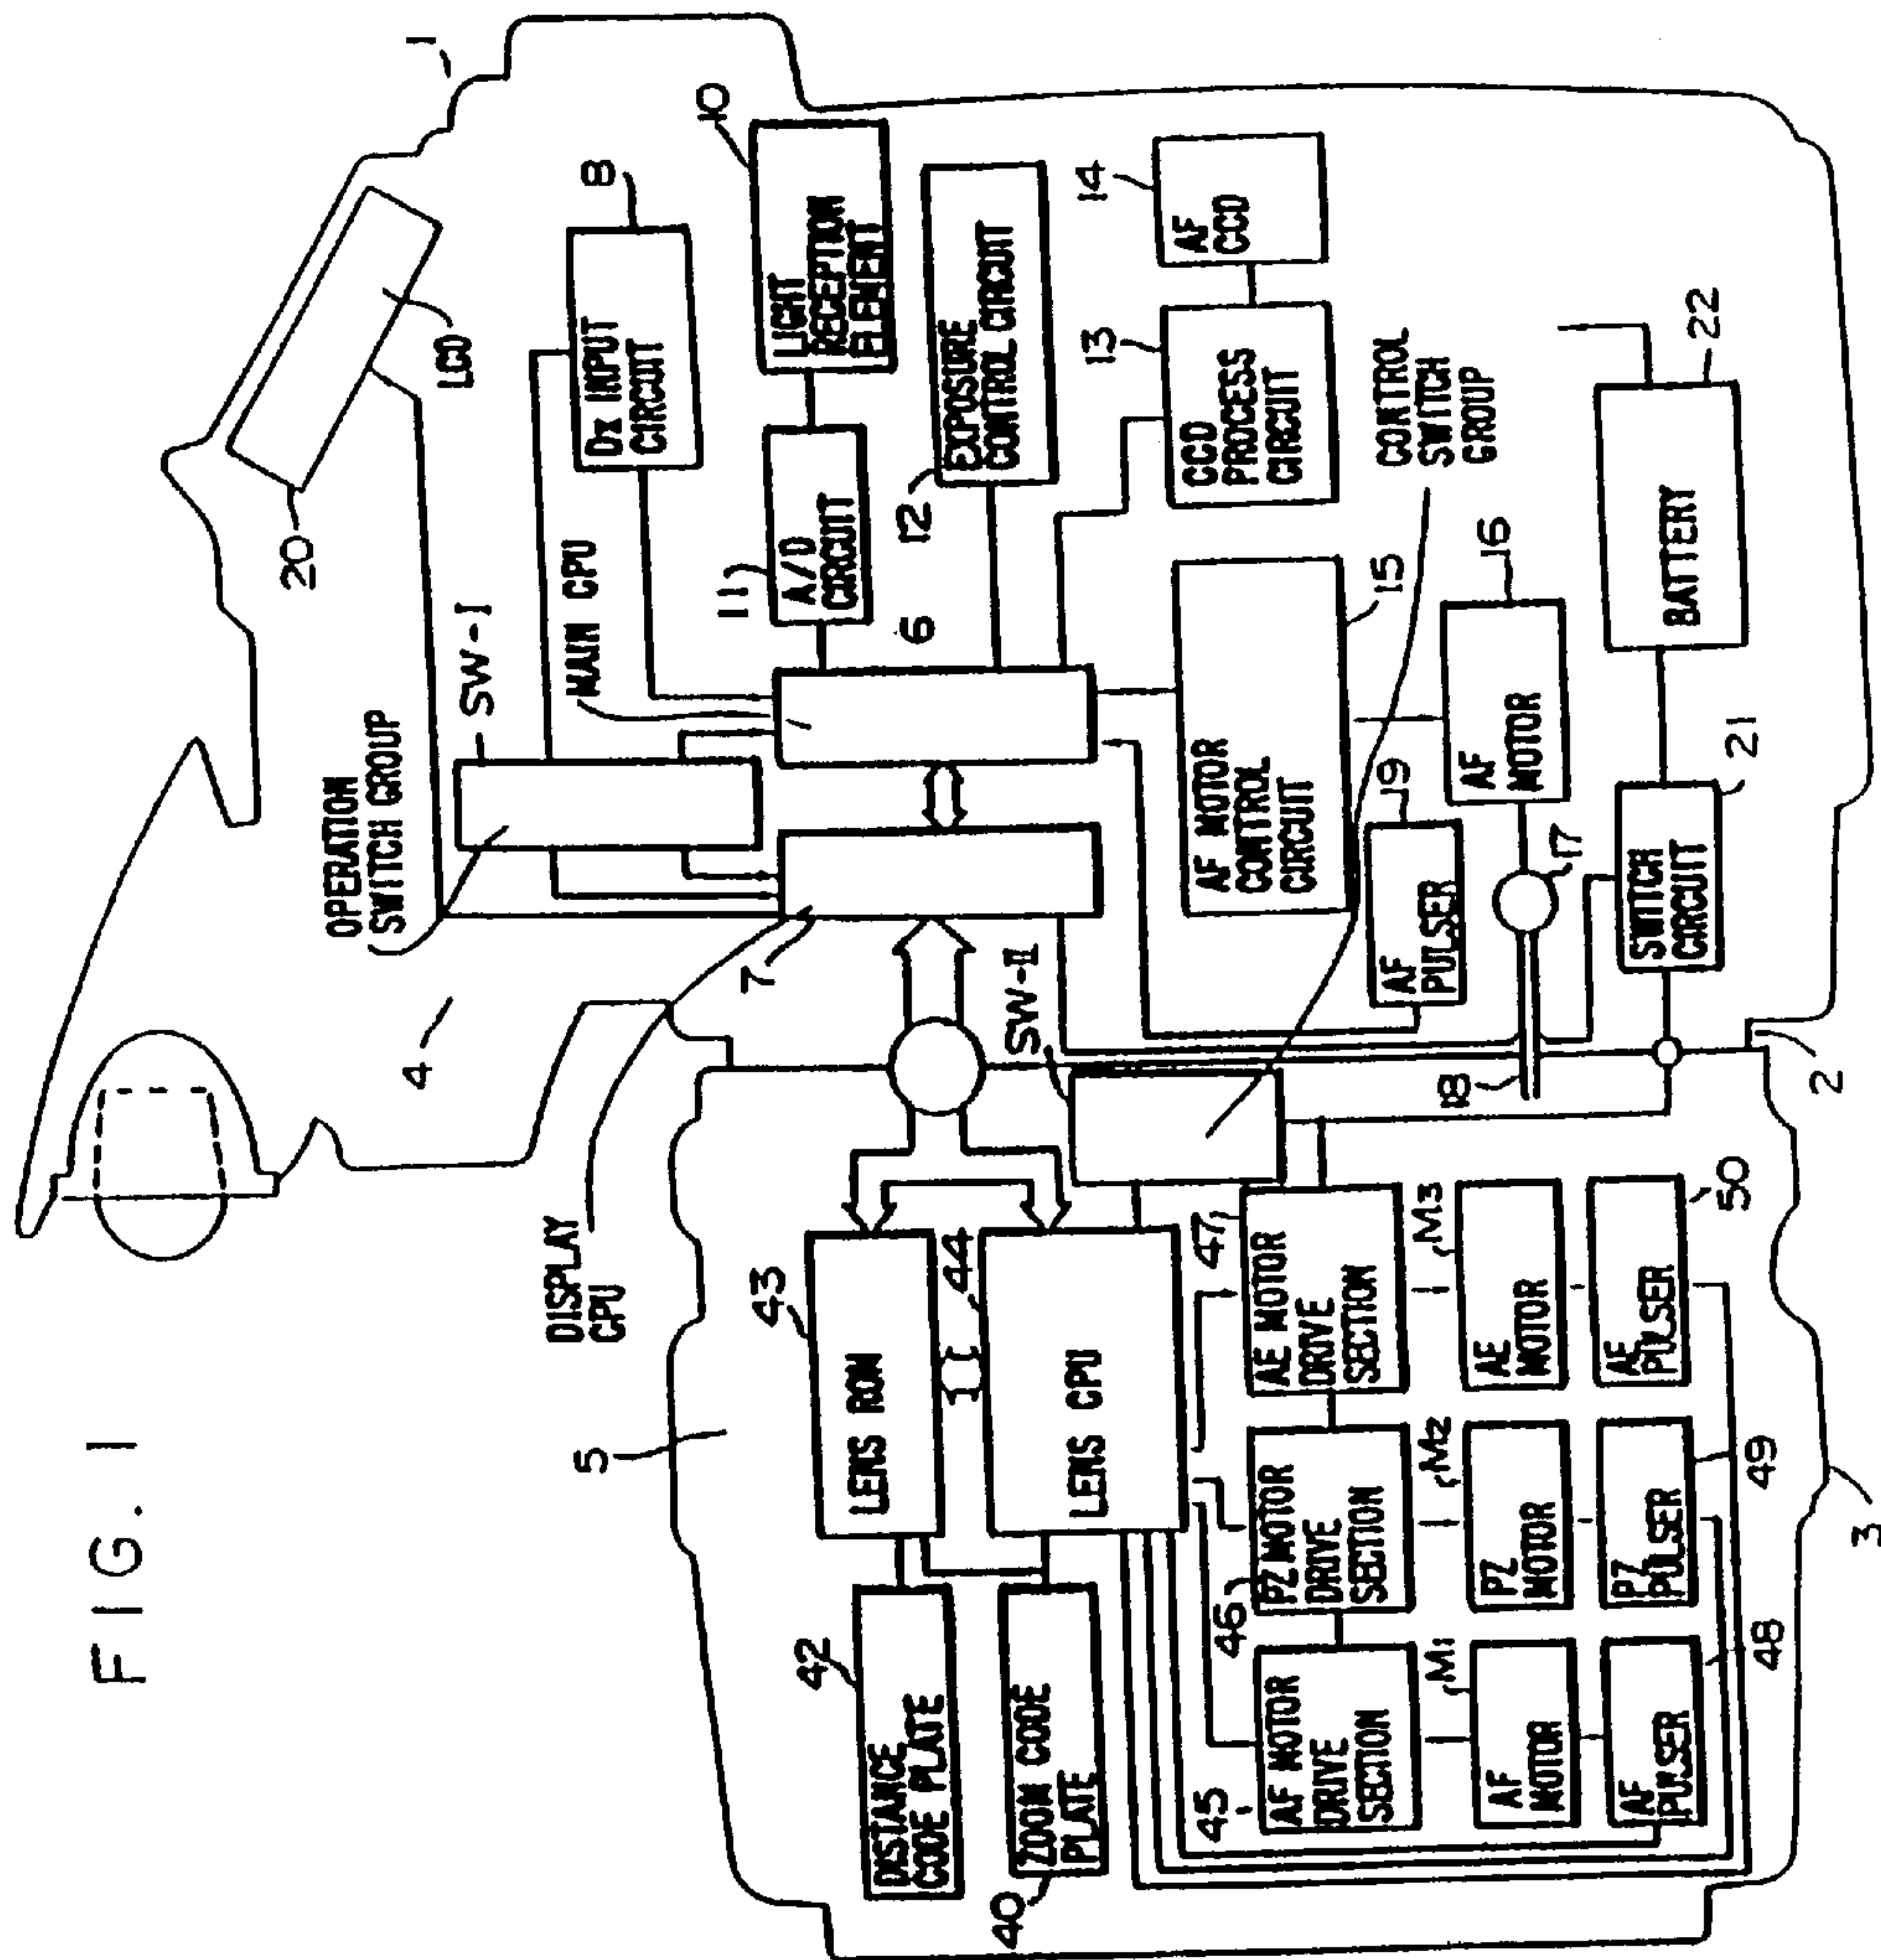 FIG. 1
1
20
LCD
OPERATION
SWITCH GROUP
SW-I
4
8
Dx INPUT
CIRCUIT
10
LIGHT
RECEPTION
ELEMENT
11
A/D
CIRCUIT
MAIN CPU
6
12
EXPOSURE
CONTROL CIRCUIT
14
AF
CCD
13
CCD
PROCESS
CIRCUIT
CONTROL
SWITCH
GROUP
7
DISPLAY
CPU
SW-II
AF MOTOR
CONTROL
CIRCUIT
15
16
AF
MOTOR
19
AF
PULSER
17
18
22
BATTERY
21
SWITCH
CIRCUIT
2
5
43
LENS ROM
44
LENS CPU
42
DISTANCE
CODE PLATE
40
ZOOM CODE
PLATE
45
AF MOTOR
DRIVE
SECTION
46
PZ MOTOR
DRIVE
SECTION
47
AE MOTOR
DRIVE
SECTION
M1
AF
MOTOR
M2
PZ
MOTOR
M3
AE
MOTOR
AF
PULSER
48
PZ
PULSER
49
AE
PULSER
50
3